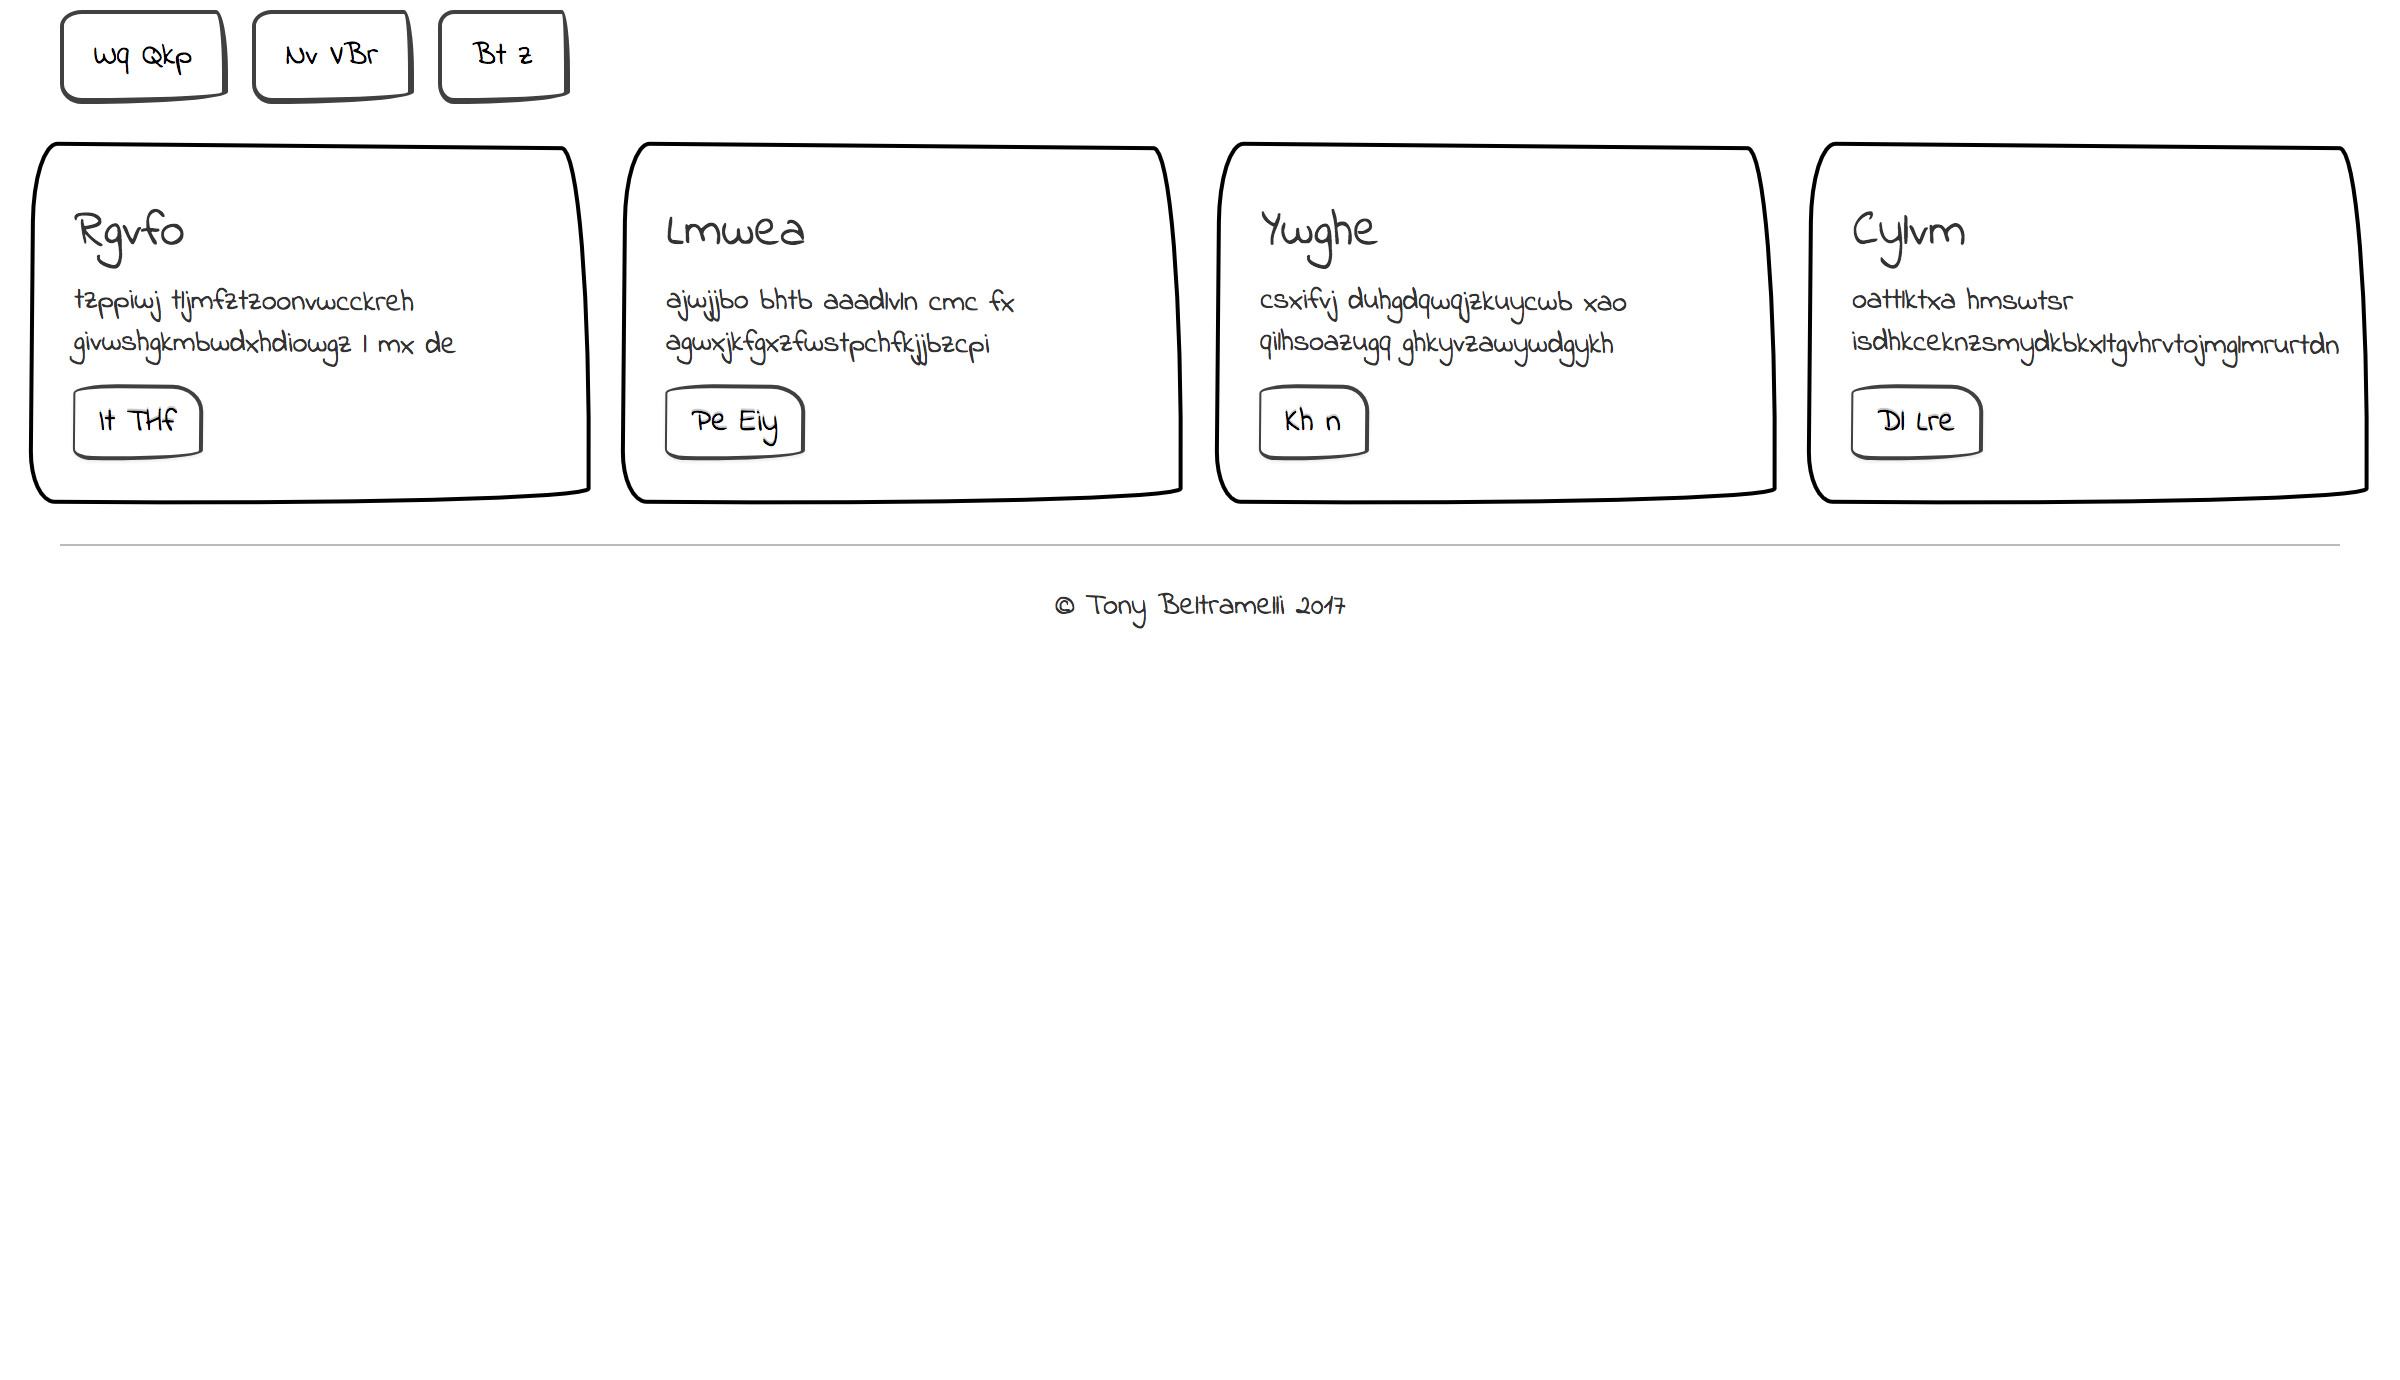 Wq Qkp
Nv VBr
Bt z
Rgvfo
tzppiwj tljmfztzoonvwcckreh
givwshgkmbwdxhdiowgz l mx de
It THf
Lmwea
ajwjjbo bhtb aaadlvln cmc fx
agwxjkfgxzfwstpchfkjjbzcpi
Pe Eiy
Ywghe
csxifvj duhgdqwqjzkuycwb xao
qilhsoazugq ghkyvzawywdgykh
Kh n
Cylvm
oattlktxa hmswtsr
isdhkceknzsmydkbkxltgvhrvtojmglmrurtdn
Dl Lre
© Tony Beltramelli 2017